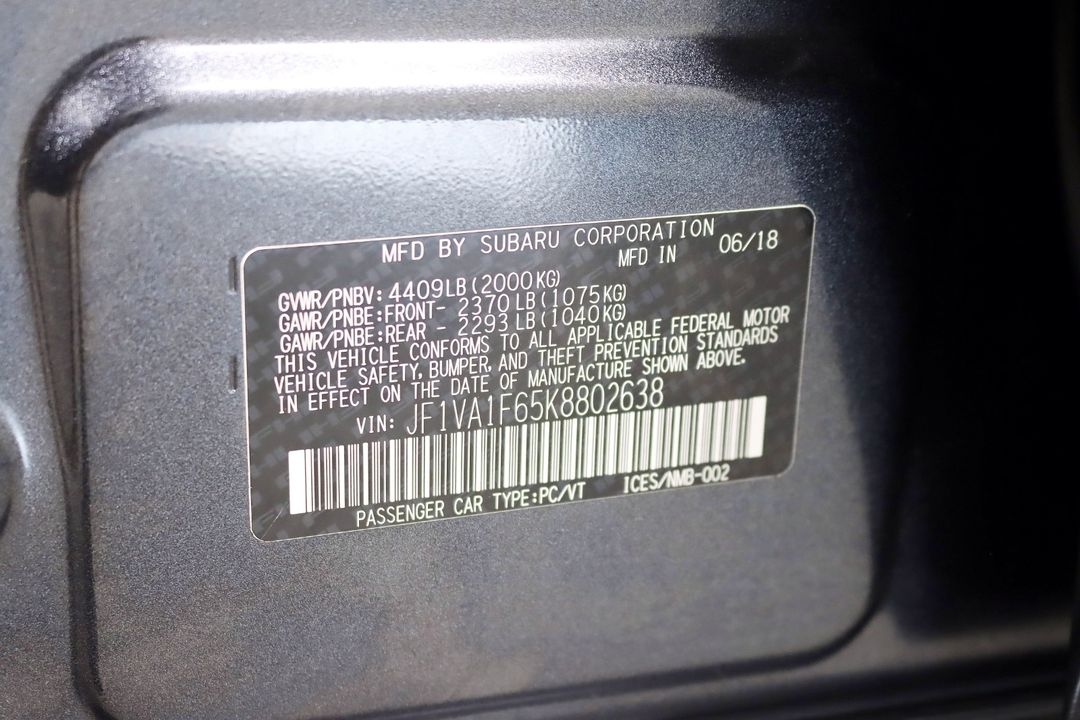 MFD BY SUBARU CORPORATION
MFD IN 06/18
GVWR/PNBV: 4409LB(2000KG)
GAWR/PNBE:FRONT- 2370LB(1075KG)
GAWR/PNBE:REAR - 2293LB(1040KG)
THIS VEHICLE CONFORMS TO ALL APPLICABLE FEDERAL MOTOR
VEHICLE SAFETY, BUMPER, AND THEFT PREVENTION STANDARDS
IN EFFECT ON THE DATE OF MANUFACTURE SHOWN ABOVE.
VIN: JF1VA1F65K8802638
PASSENGER CAR TYPE:PC/VT ICES/NMB-002